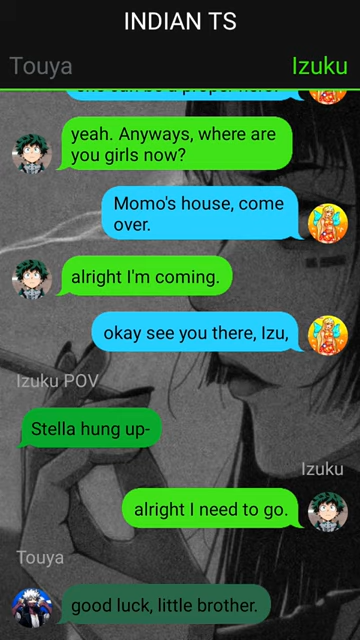 INDIAN TS
Touya
Izuku
yeah. Anyways, where are
you girls now?
Momo's house, come
over.
alright I'm coming.
okay see you there, Izu,
Izuku POV
Stella hung up-
Izuku
alright I need to go.
Touya
good luck, little brother.